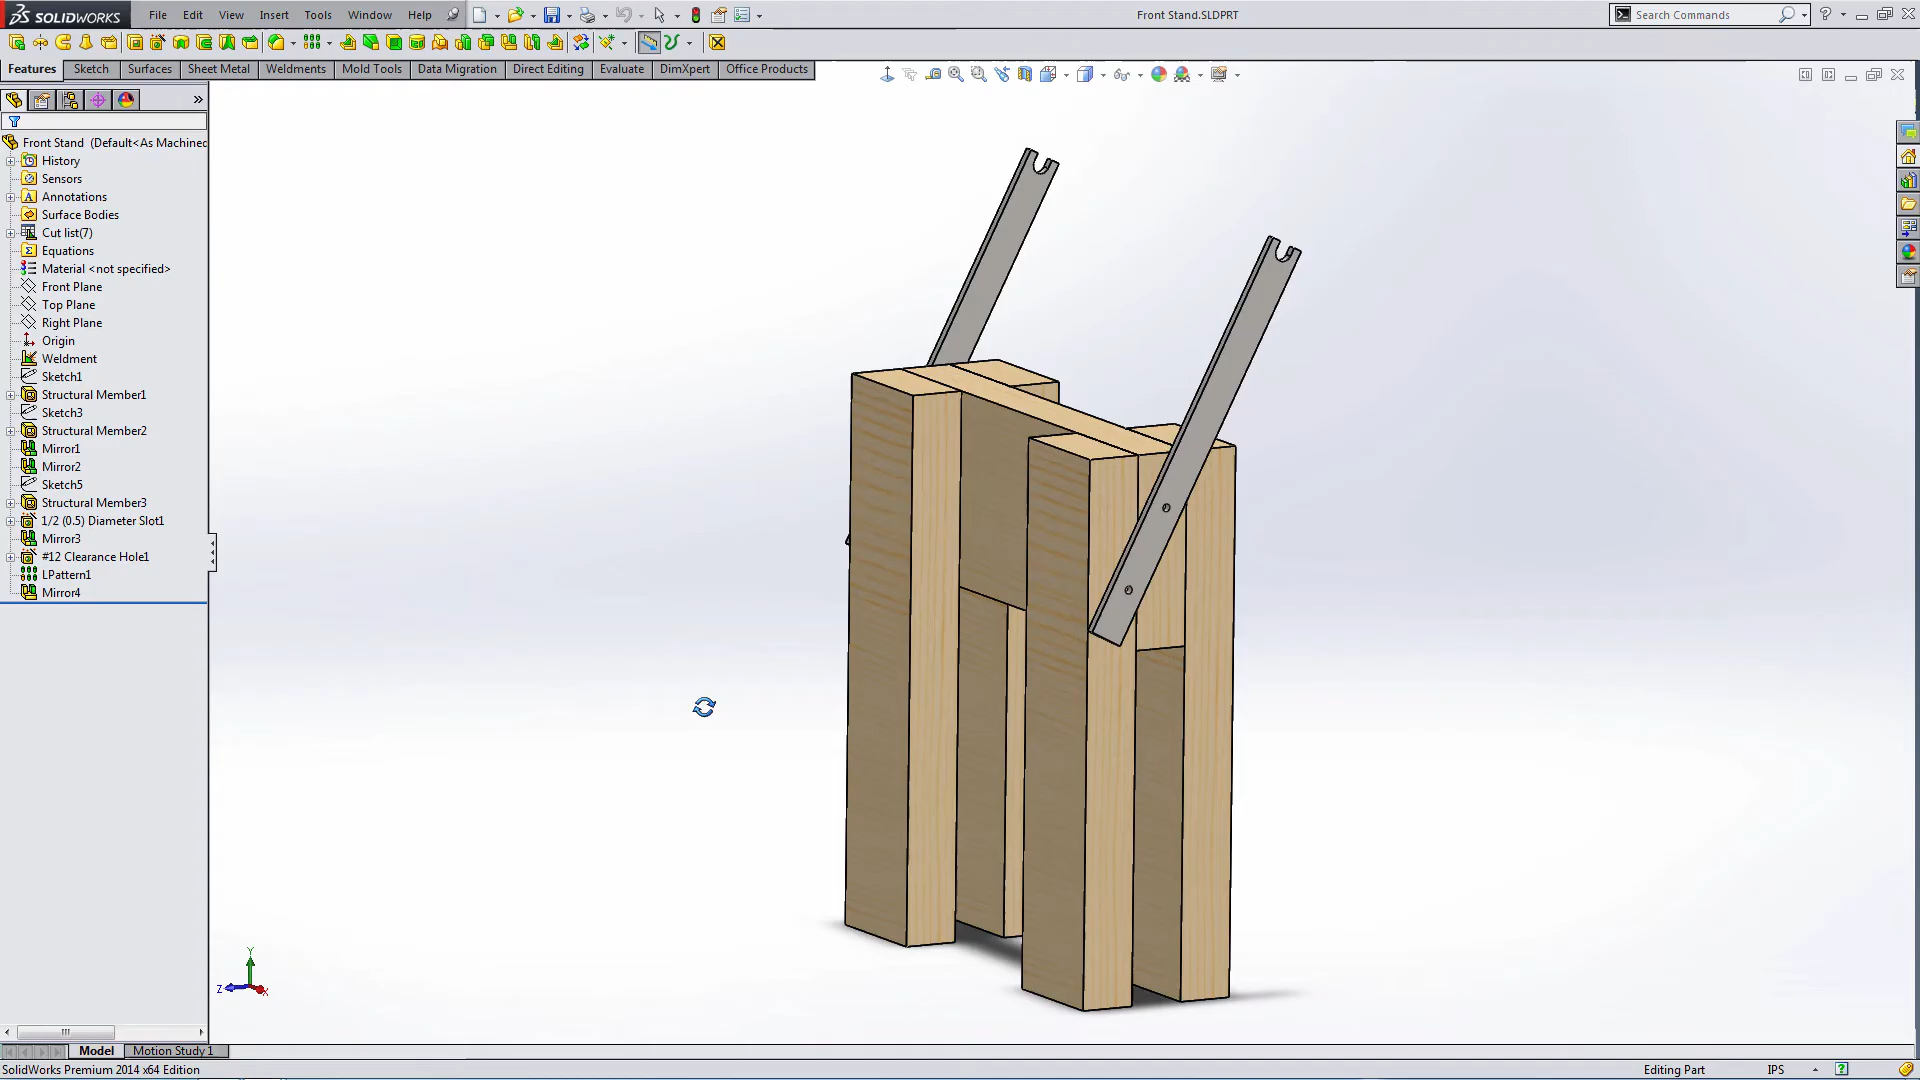 SOLIDWORKS File Edit View Insert Tools Window Help Front Stand.SLDPRT Search Commands
Features Sketch Surfaces Sheet Metal Weldments Mold Tools Data Migration Direct Editing Evaluate DimXpert Office Products
Front Stand (Default<As Machined
History
Sensors
Annotations
Surface Bodies
Cut list(7)
Equations
Material <not specified>
Front Plane
Top Plane
Right Plane
Origin
Weldment
Sketch1
Structural Member1
Sketch3
Structural Member2
Mirror1
Mirror2
Sketch5
Structural Member3
1/2 (0.5) Diameter Slot1
Mirror3
#12 Clearance Hole1
LPattern1
Mirror4
Y
Z X
Model Motion Study 1
SolidWorks Premium 2014 x64 Edition Editing Part IPS